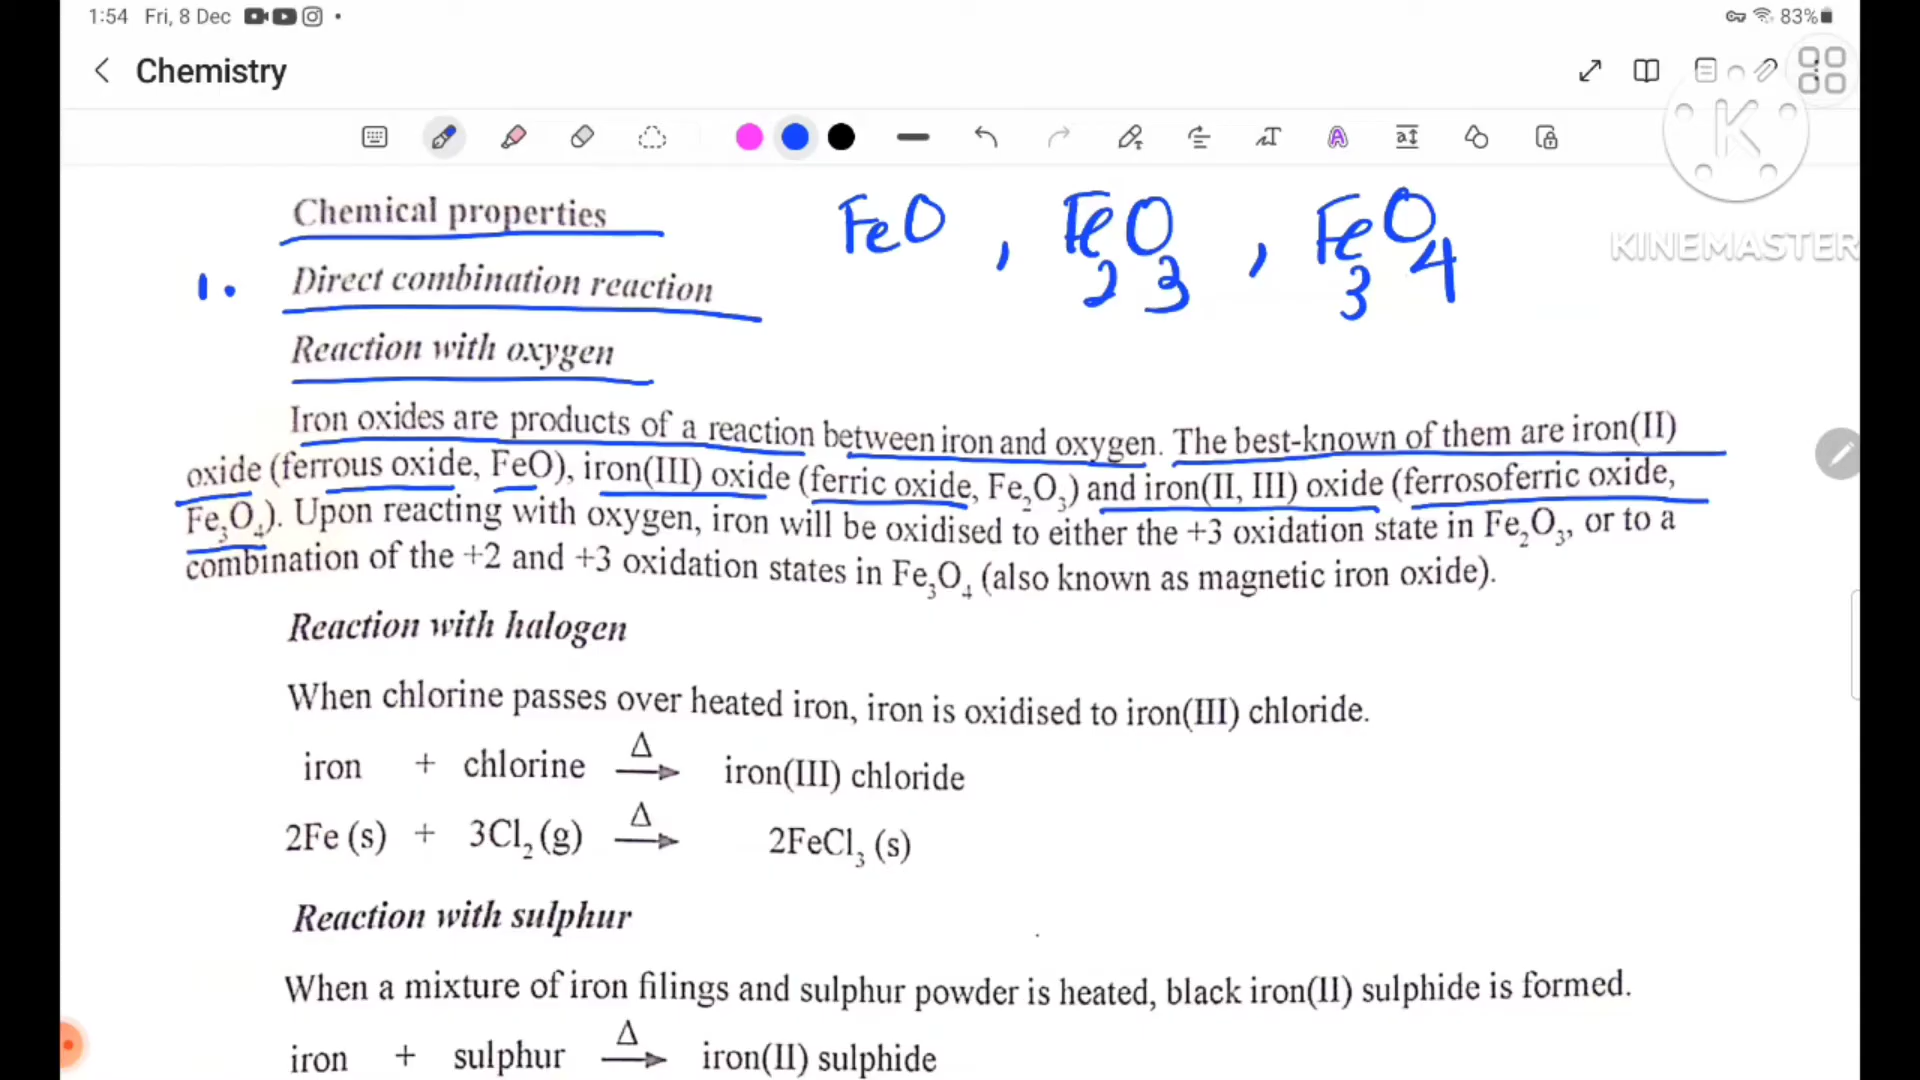 1:54 Fri, 8 Dec
83%
Chemistry
K
KINEMASTER
Chemical properties
FeO , Fe2O3 , Fe3O4
1. Direct combination reaction
Reaction with oxygen
Iron oxides are products of a reaction between iron and oxygen. The best-known of them are iron(II)
oxide (ferrous oxide, FeO), iron(III) oxide (ferric oxide, Fe₂O₃) and iron(II, III) oxide (ferrosoferric oxide,
Fe₃O₄). Upon reacting with oxygen, iron will be oxidised to either the +3 oxidation state in Fe₂O₃, or to a
combination of the +2 and +3 oxidation states in Fe₃O₄ (also known as magnetic iron oxide).
Reaction with halogen
When chlorine passes over heated iron, iron is oxidised to iron(III) chloride.
iron + chlorine Δ → iron(III) chloride
2Fe (s) + 3Cl₂ (g) Δ → 2FeCl₃ (s)
Reaction with sulphur
When a mixture of iron filings and sulphur powder is heated, black iron(II) sulphide is formed.
iron + sulphur Δ → iron(II) sulphide